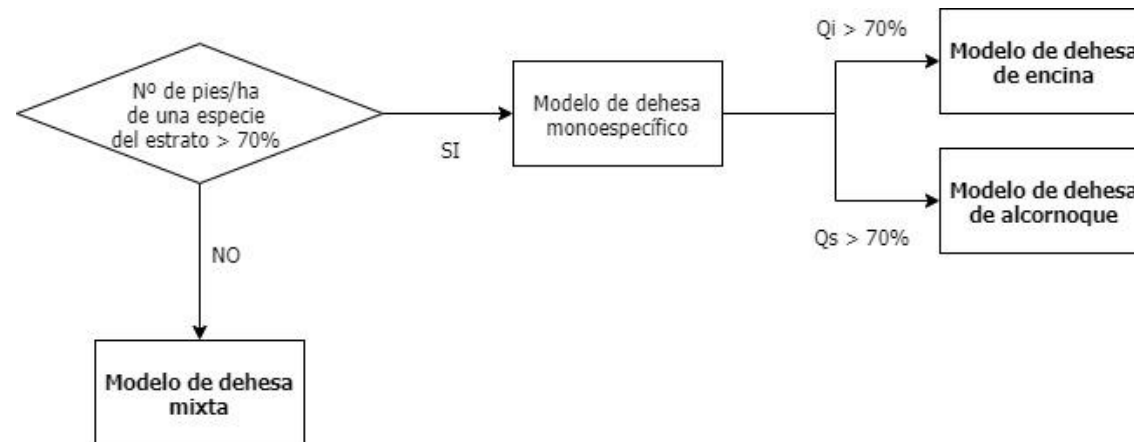 Nº de pies/ha
de una especie
del estrato > 70%
SI
NO
Modelo de dehesa
monoespecífico
Qi > 70%
Qs > 70%
Modelo de dehesa
de encina
Modelo de dehesa
de alcornoque
Modelo de dehesa
mixta